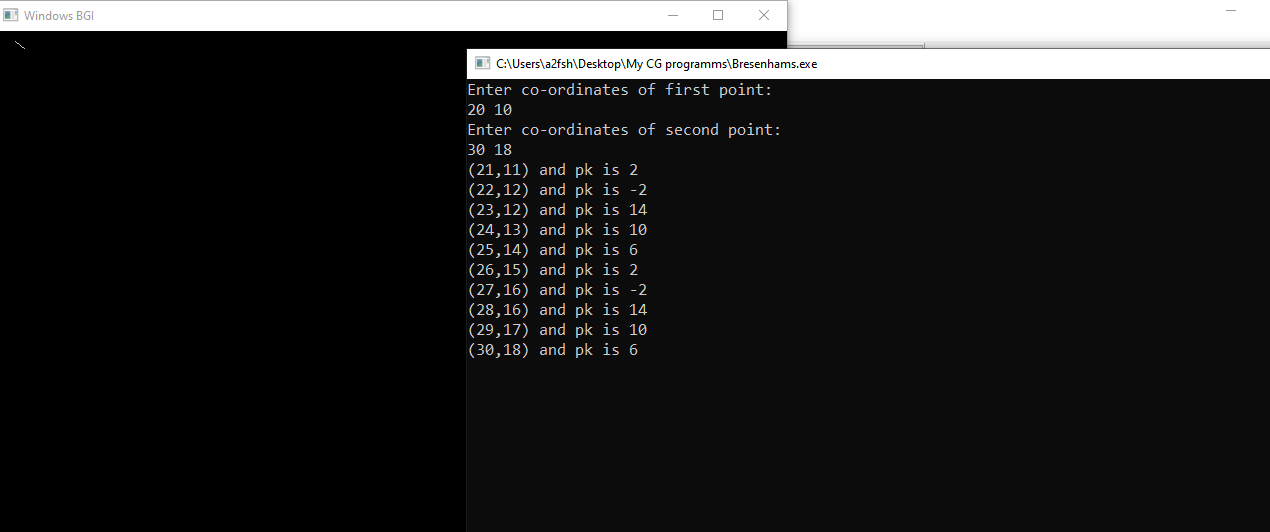 Windows BGI
C:\Users\a2fsh\Desktop\My CG programms\Bresenhams.exe
Enter co-ordinates of first point:
20 10
Enter co-ordinates of second point:
30 18
(21,11) and pk is 2
(22,12) and pk is -2
(23,12) and pk is 14
(24,13) and pk is 10
(25,14) and pk is 6
(26,15) and pk is 2
(27,16) and pk is -2
(28,16) and pk is 14
(29,17) and pk is 10
(30,18) and pk is 6